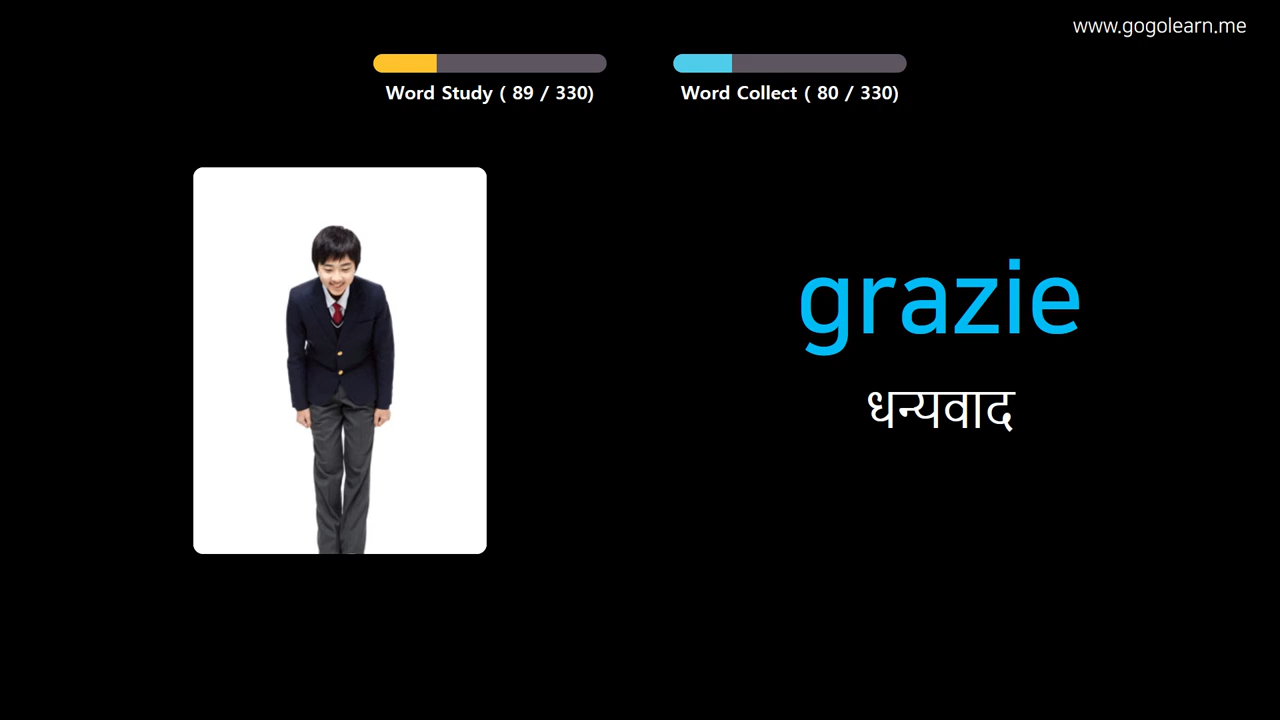 www.gogolearn.me
Word Study ( 89 / 330)
Word Collect ( 80 / 330)
grazie
धन्यवाद